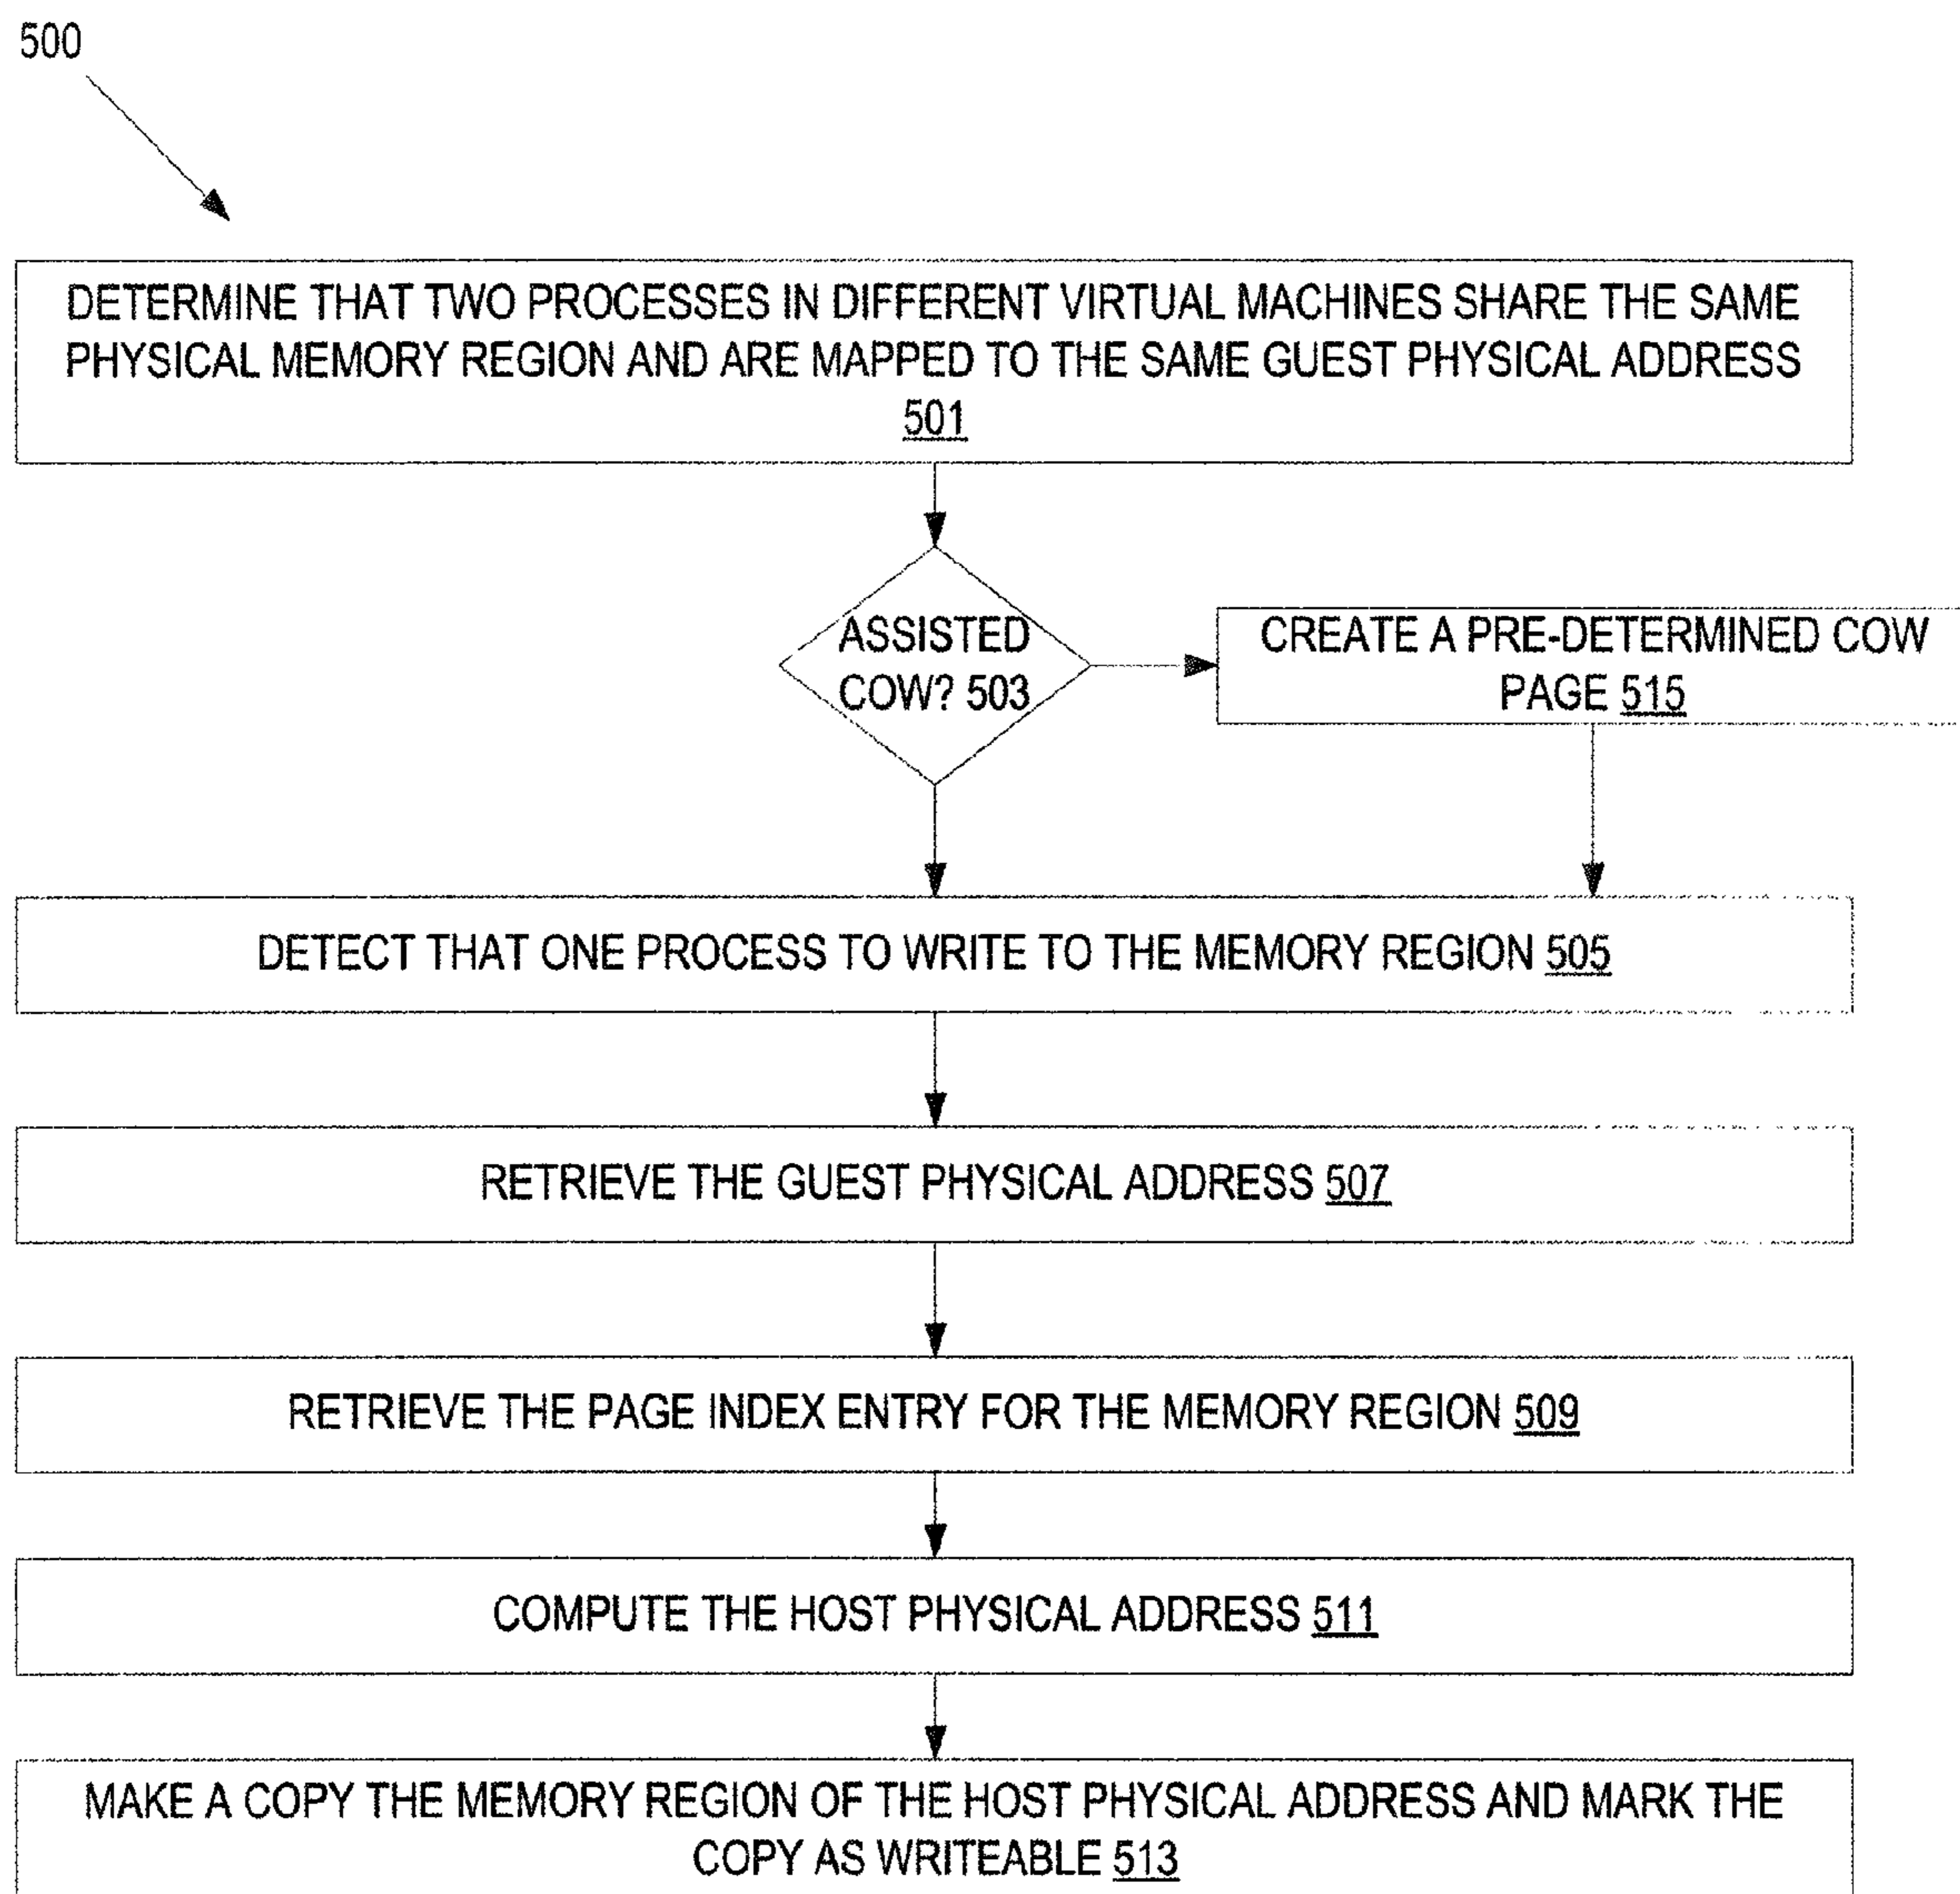 500
DETERMINE THAT TWO PROCESSES IN DIFFERENT VIRTUAL MACHINES SHARE THE SAME
PHYSICAL MEMORY REGION AND ARE MAPPED TO THE SAME GUEST PHYSICAL ADDRESS
501
ASSISTED
COW? 503
CREATE A PRE-DETERMINED COW
PAGE 515
DETECT THAT ONE PROCESS TO WRITE TO THE MEMORY REGION 505
RETRIEVE THE GUEST PHYSICAL ADDRESS 507
RETRIEVE THE PAGE INDEX ENTRY FOR THE MEMORY REGION 509
COMPUTE THE HOST PHYSICAL ADDRESS 511
MAKE A COPY THE MEMORY REGION OF THE HOST PHYSICAL ADDRESS AND MARK THE
COPY AS WRITEABLE 513